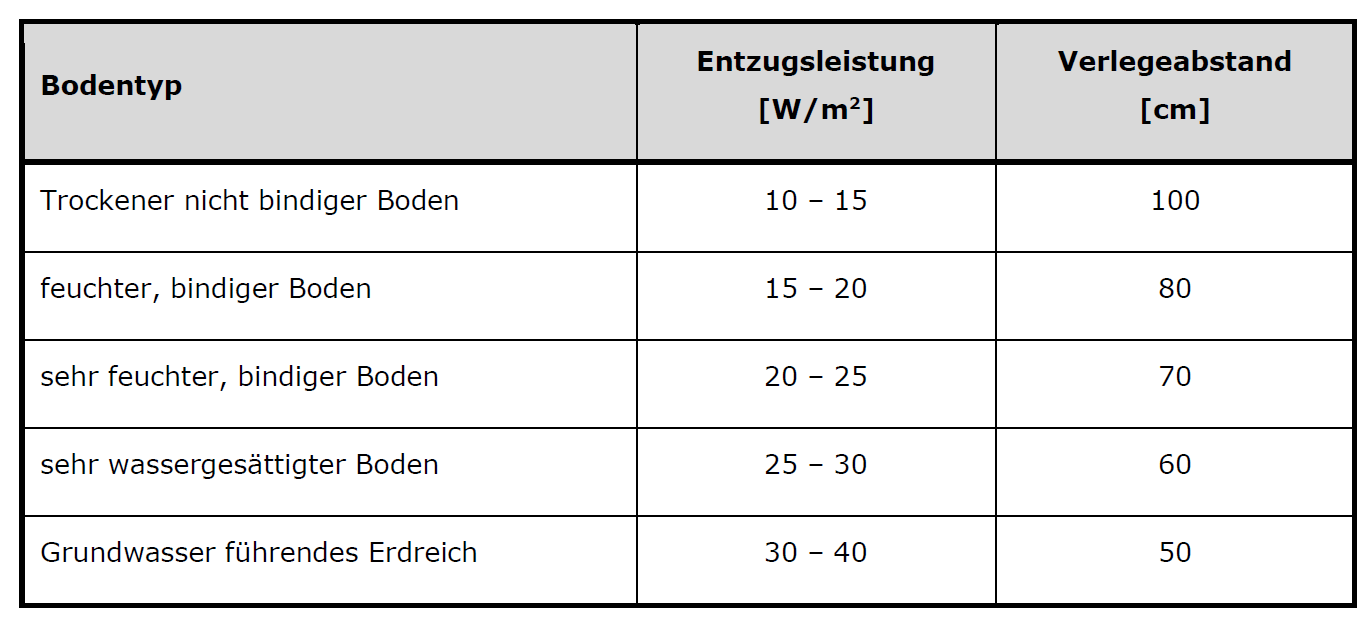 Bodentyp Entzugsleistung [W/m²] Verlegeabstand [cm]
Trockener nicht bindiger Boden 10 – 15 100
feuchter, bindiger Boden 15 – 20 80
sehr feuchter, bindiger Boden 20 – 25 70
sehr wassergesättigter Boden 25 – 30 60
Grundwasser führendes Erdreich 30 – 40 50